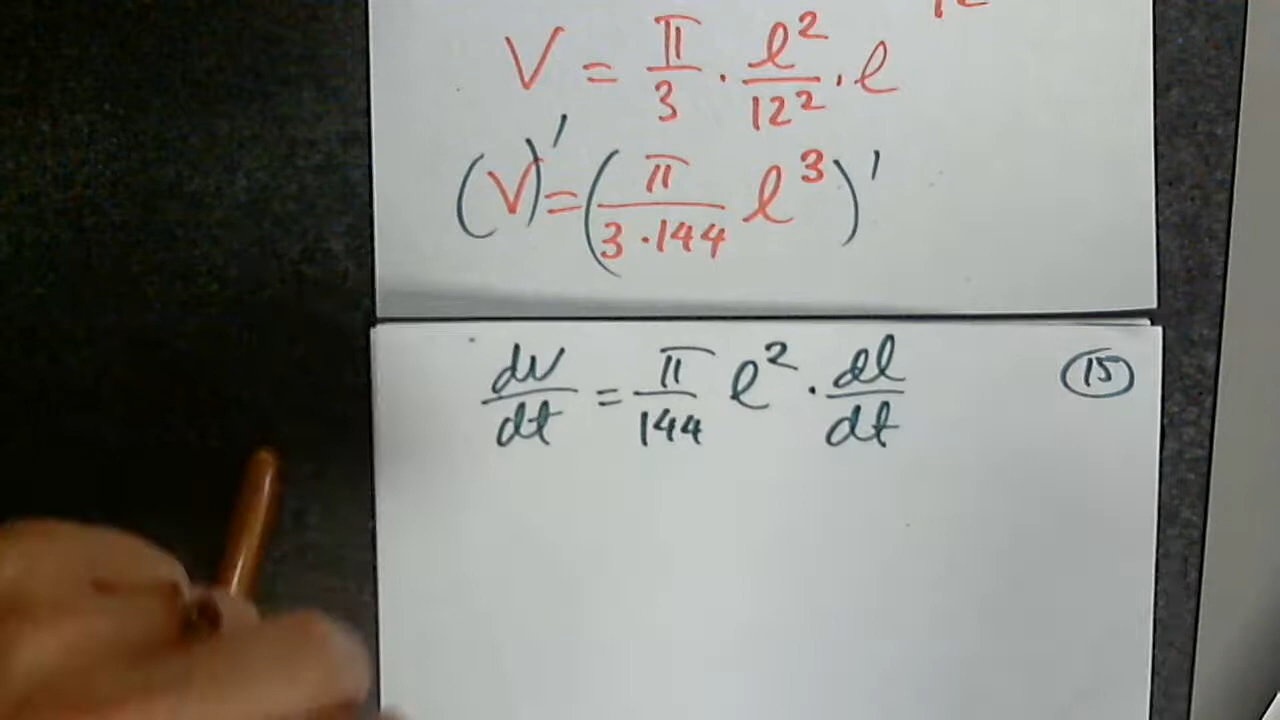 V = π/3 · l²/12² · l
(V)' = (π/(3·144) l³)'
dV/dt = π/144 l² · dl/dt
15